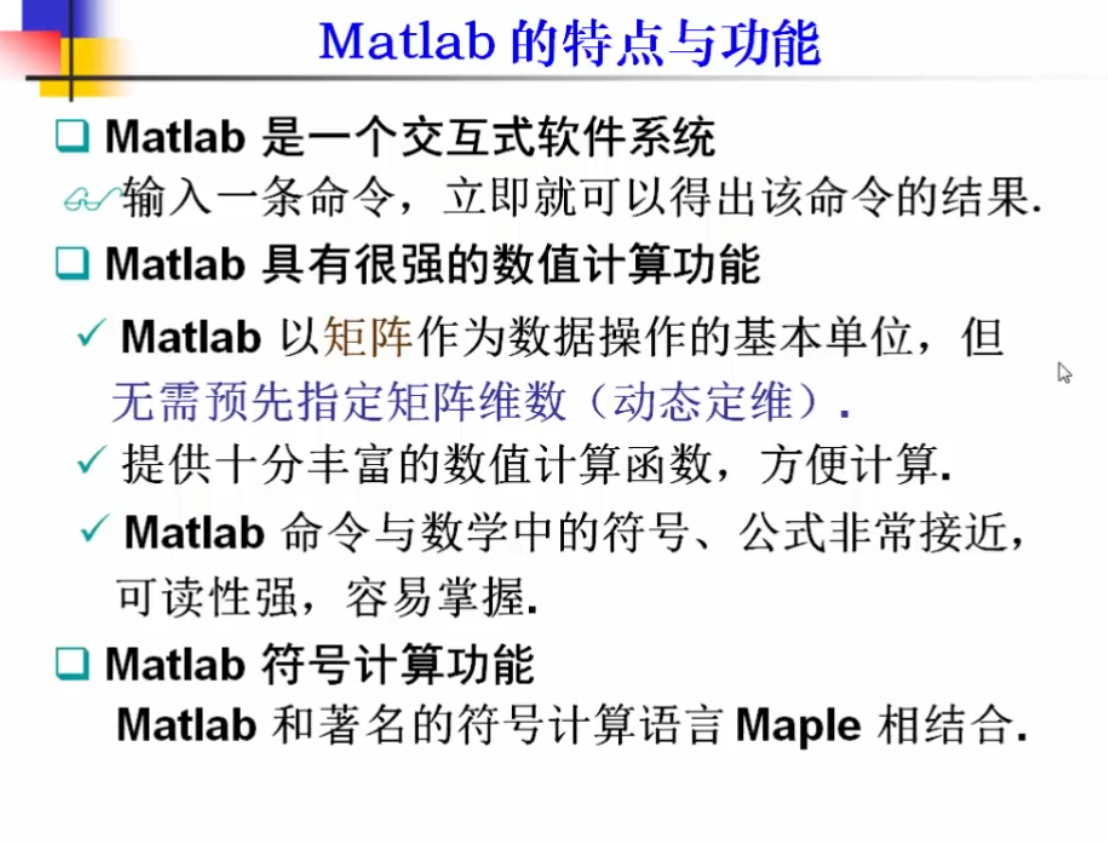 Matlab 的特点与功能
Matlab 是一个交互式软件系统
输入一条命令，立即就可以得出该命令的结果.
Matlab 具有很强的数值计算功能
Matlab 以矩阵作为数据操作的基本单位，但
无需预先指定矩阵维数（动态定维）.
提供十分丰富的数值计算函数，方便计算.
Matlab 命令与数学中的符号、公式非常接近，
可读性强，容易掌握.
Matlab 符号计算功能
Matlab 和著名的符号计算语言 Maple 相结合.